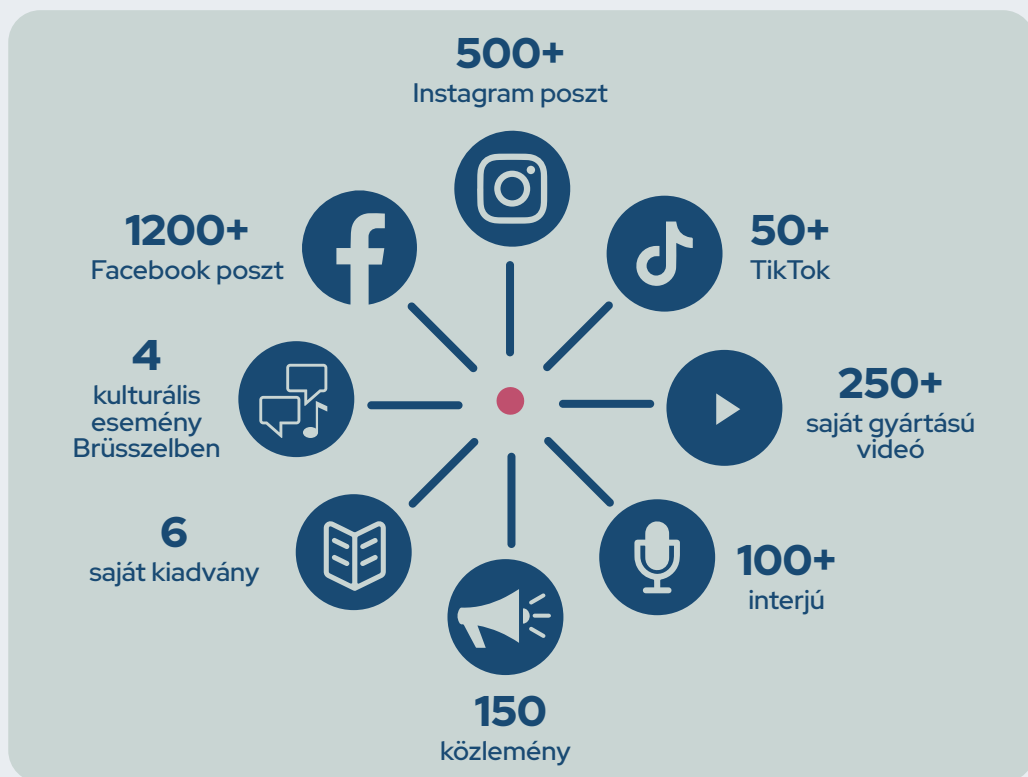 500+
Instagram poszt
1200+
Facebook poszt
50+
TikTok
4
kulturális
esemény
Brüsszelben
250+
saját gyártású
videó
6
saját kiadvány
100+
interjú
150
közlemény